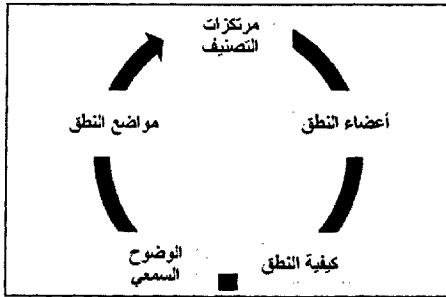 مرتكزات
التصنيف
أعضاء النطق
مواضع النطق
كيفية النطق
الوضوح
السمعي